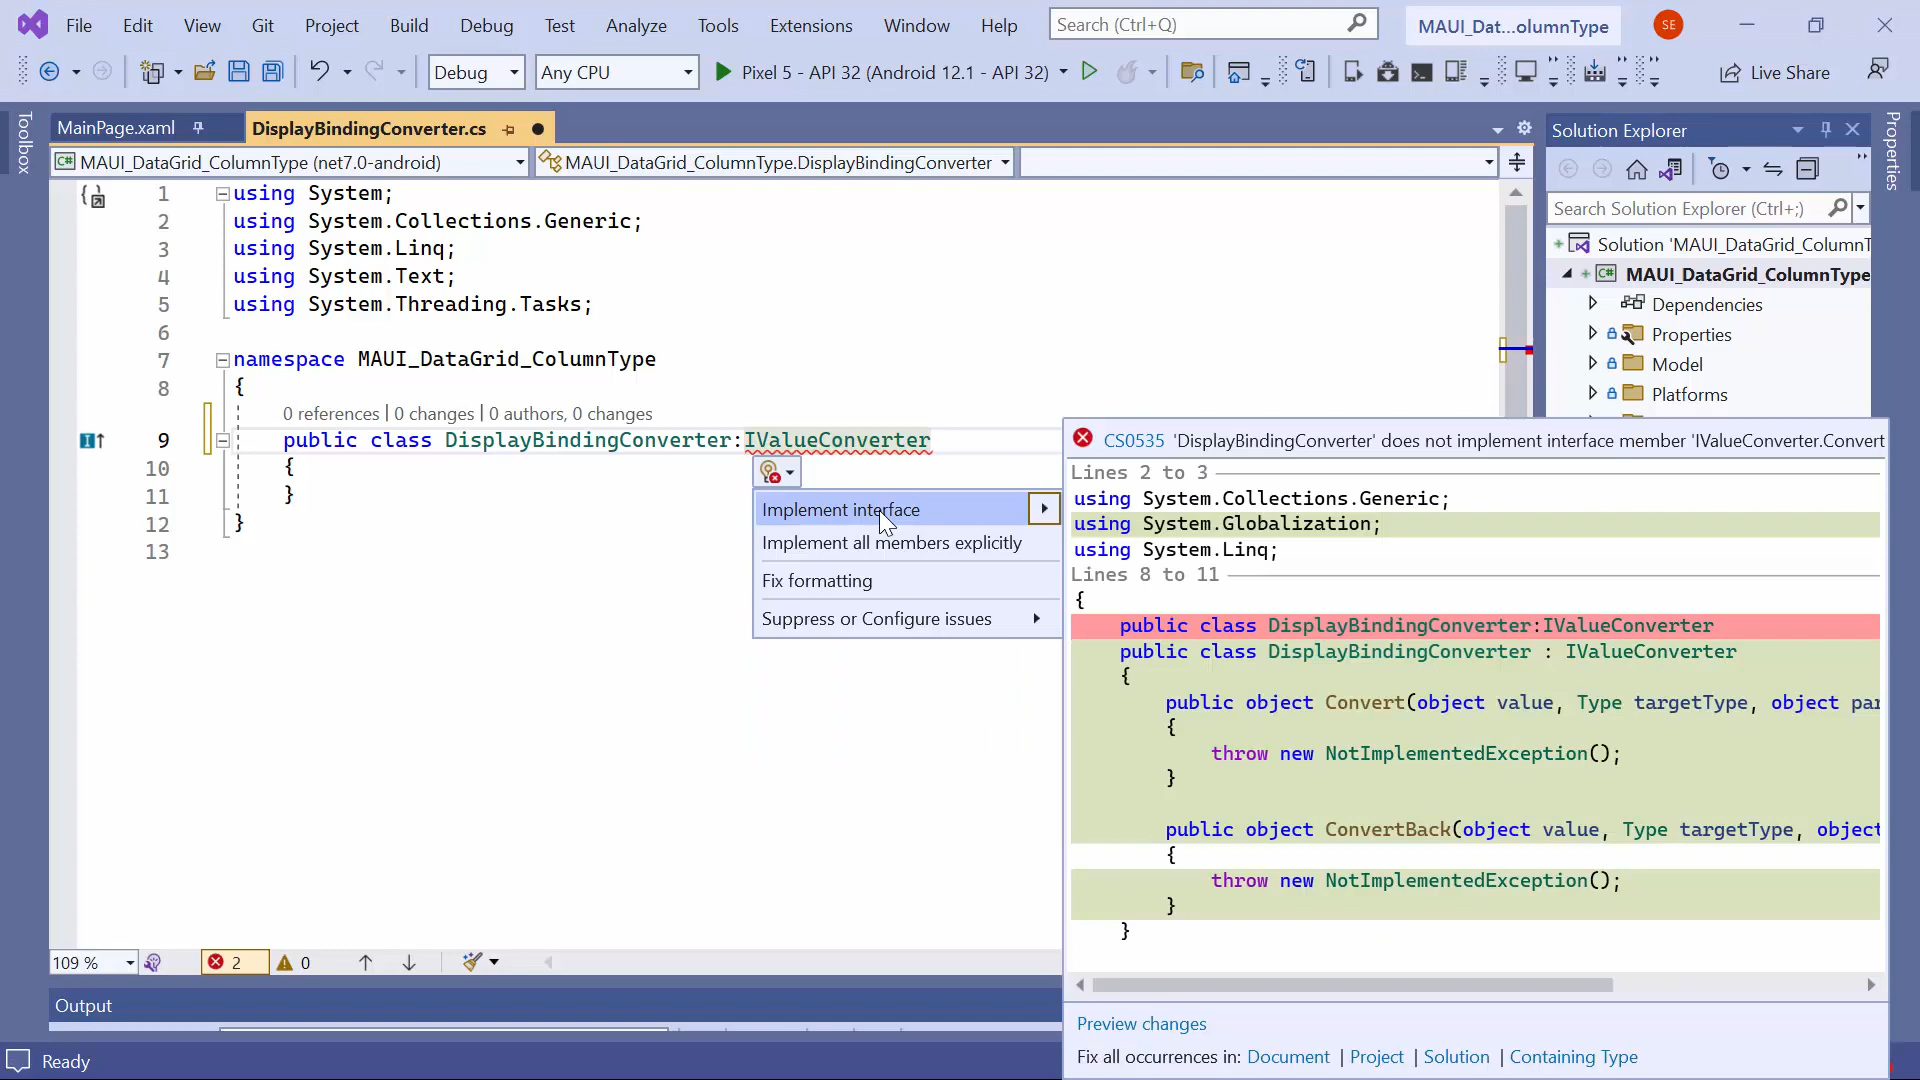 File Edit View Git Project Build Debug Test Analyze Tools Extensions Window Help Search (Ctrl+Q) MAUI_Dat...olumnType SE
Debug Any CPU Pixel 5 - API 32 (Android 12.1 - API 32) Live Share
Toolbox
MainPage.xaml DisplayBindingConverter.cs
MAUI_DataGrid_ColumnType (net7.0-android) MAUI_DataGrid_ColumnType.DisplayBindingConverter
1 using System;
2 using System.Collections.Generic;
3 using System.Linq;
4 using System.Text;
5 using System.Threading.Tasks;
6
7 namespace MAUI_DataGrid_ColumnType
8 {
0 references | 0 changes | 0 authors, 0 changes
9 public class DisplayBindingConverter:IValueConverter
10 {
11 }
12 }
13
Implement interface
Implement all members explicitly
Fix formatting
Suppress or Configure issues
Solution Explorer
Search Solution Explorer (Ctrl+;)
Solution 'MAUI_DataGrid_ColumnT
MAUI_DataGrid_ColumnType
Dependencies
Properties
Model
Platforms
Properties
CS0535 'DisplayBindingConverter' does not implement interface member 'IValueConverter.Convert
Lines 2 to 3
using System.Collections.Generic;
using System.Globalization;
using System.Linq;
Lines 8 to 11
{
public class DisplayBindingConverter:IValueConverter
public class DisplayBindingConverter : IValueConverter
{
public object Convert(object value, Type targetType, object par
{
throw new NotImplementedException();
}
public object ConvertBack(object value, Type targetType, object
{
throw new NotImplementedException();
}
}
Preview changes
Fix all occurrences in: Document | Project | Solution | Containing Type
109 % 2 0
Output
Ready